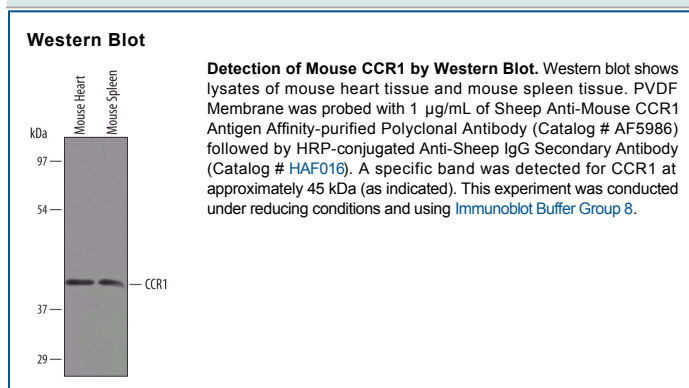 Western Blot
Mouse Heart
Mouse Spleen
kDa
97
54
37
29
CCR1
Detection of Mouse CCR1 by Western Blot. Western blot shows
lysates of mouse heart tissue and mouse spleen tissue. PVDF
Membrane was probed with 1 µg/mL of Sheep Anti-Mouse CCR1
Antigen Affinity-purified Polyclonal Antibody (Catalog # AF5986)
followed by HRP-conjugated Anti-Sheep IgG Secondary Antibody
(Catalog # HAF016). A specific band was detected for CCR1 at
approximately 45 kDa (as indicated). This experiment was conducted
under reducing conditions and using Immunoblot Buffer Group 8.